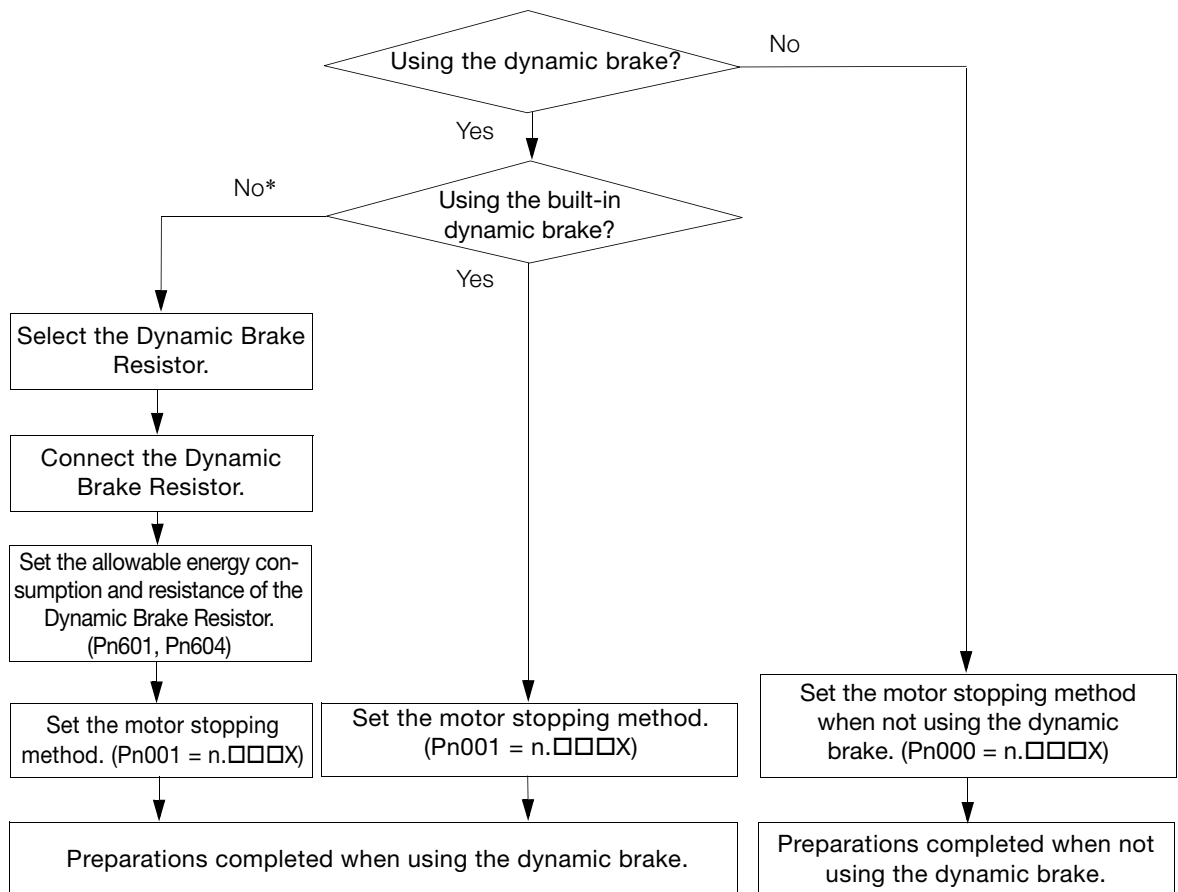 Using the dynamic brake?
No
Yes
Using the built-in
dynamic brake?
No*
Yes
Select the Dynamic Brake
Resistor.
Connect the Dynamic
Brake Resistor.
Set the allowable energy con-
sumption and resistance of the
Dynamic Brake Resistor.
(Pn601, Pn604)
Set the motor stopping
method. (Pn001 = n.□□□X)
Set the motor stopping method.
(Pn001 = n.□□□X)
Set the motor stopping method
when not using the dynamic
brake. (Pn000 = n.□□□X)
Preparations completed when using the dynamic brake.
Preparations completed when not
using the dynamic brake.